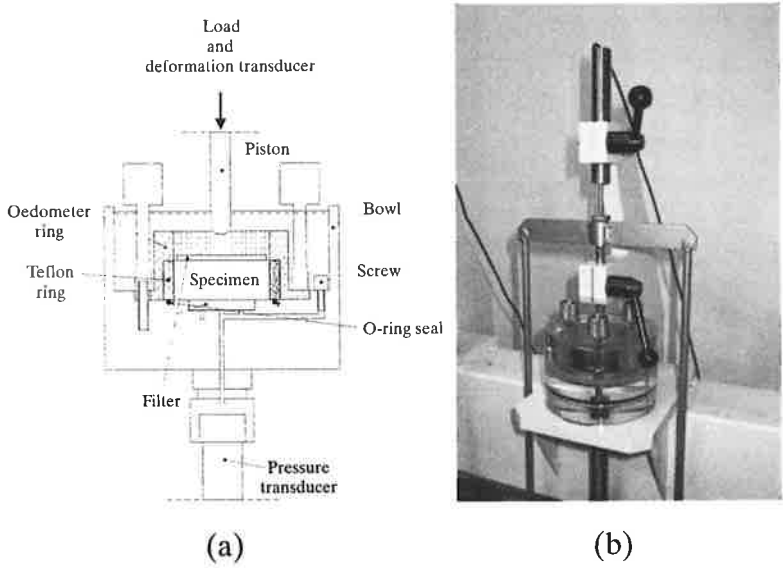 Load
and
deformation transducer
Piston
Oedometer
ring
Bowl
Teflon
ring
Specimen
Screw
O-ring seal
Filter
Pressure
transducer
(a)
(b)